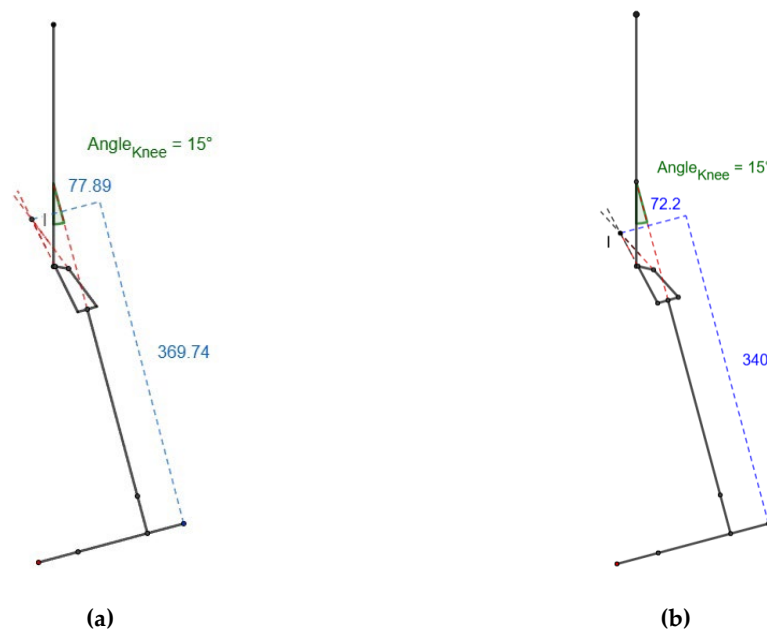 Angle_Knee = 15°
77.89
I
369.74
(a)
Angle_Knee = 15°
72.2
I
340
(b)